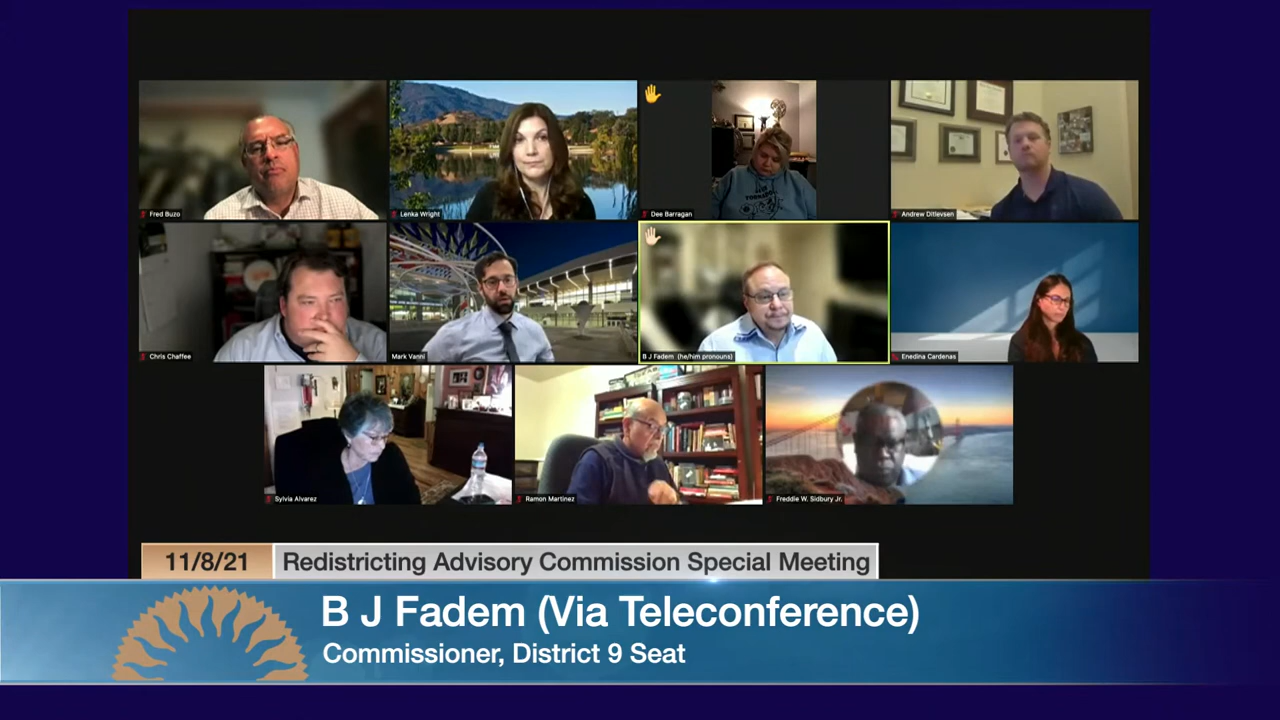 Fred Buzo
Lenka Wright
Dee Barragan
Andrew Ditlevsen
Chris Chaffee
Mark Vanni
B J Fadem (he/him pronouns)
Enedina Cardenas
Sylvia Alvarez
Ramon Martinez
Freddie W. Sidbury Jr.
11/8/21
Redistricting Advisory Commission Special Meeting
B J Fadem (Via Teleconference)
Commissioner, District 9 Seat